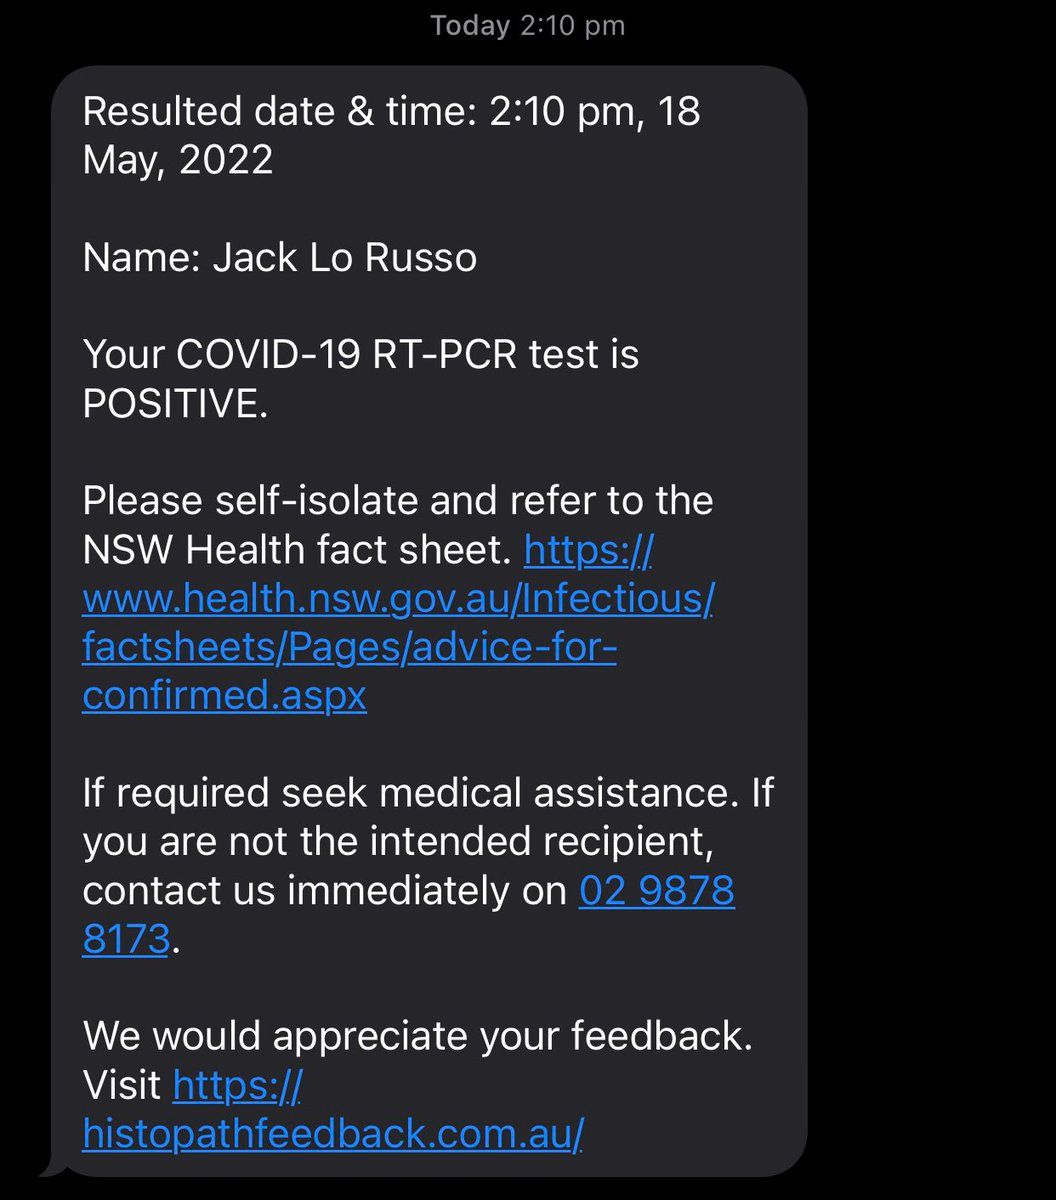 Today 2:10 pm
Resulted date & time: 2:10 pm, 18
May, 2022
Name: Jack Lo Russo
Your COVID-19 RT-PCR test is
POSITIVE.
Please self-isolate and refer to the
NSW Health fact sheet. https://
www.health.nsw.gov.au/Infectious/
factsheets/Pages/advice-for-
confirmed.aspx
If required seek medical assistance. If
you are not the intended recipient,
contact us immediately on 02 9878
8173.
We would appreciate your feedback.
Visit https://
histopathfeedback.com.au/